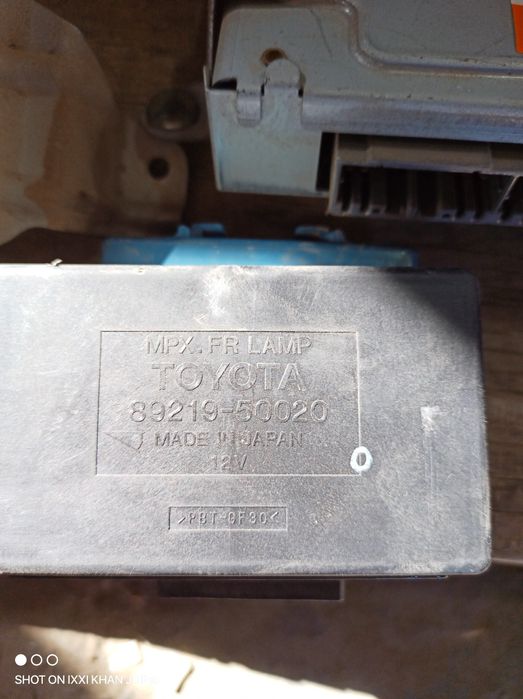 MPX. FR LAMP
TOYOTA
89219-50020
MADE IN JAPAN
12V
>PBT-GF30<
SHOT ON IXXI KHAN